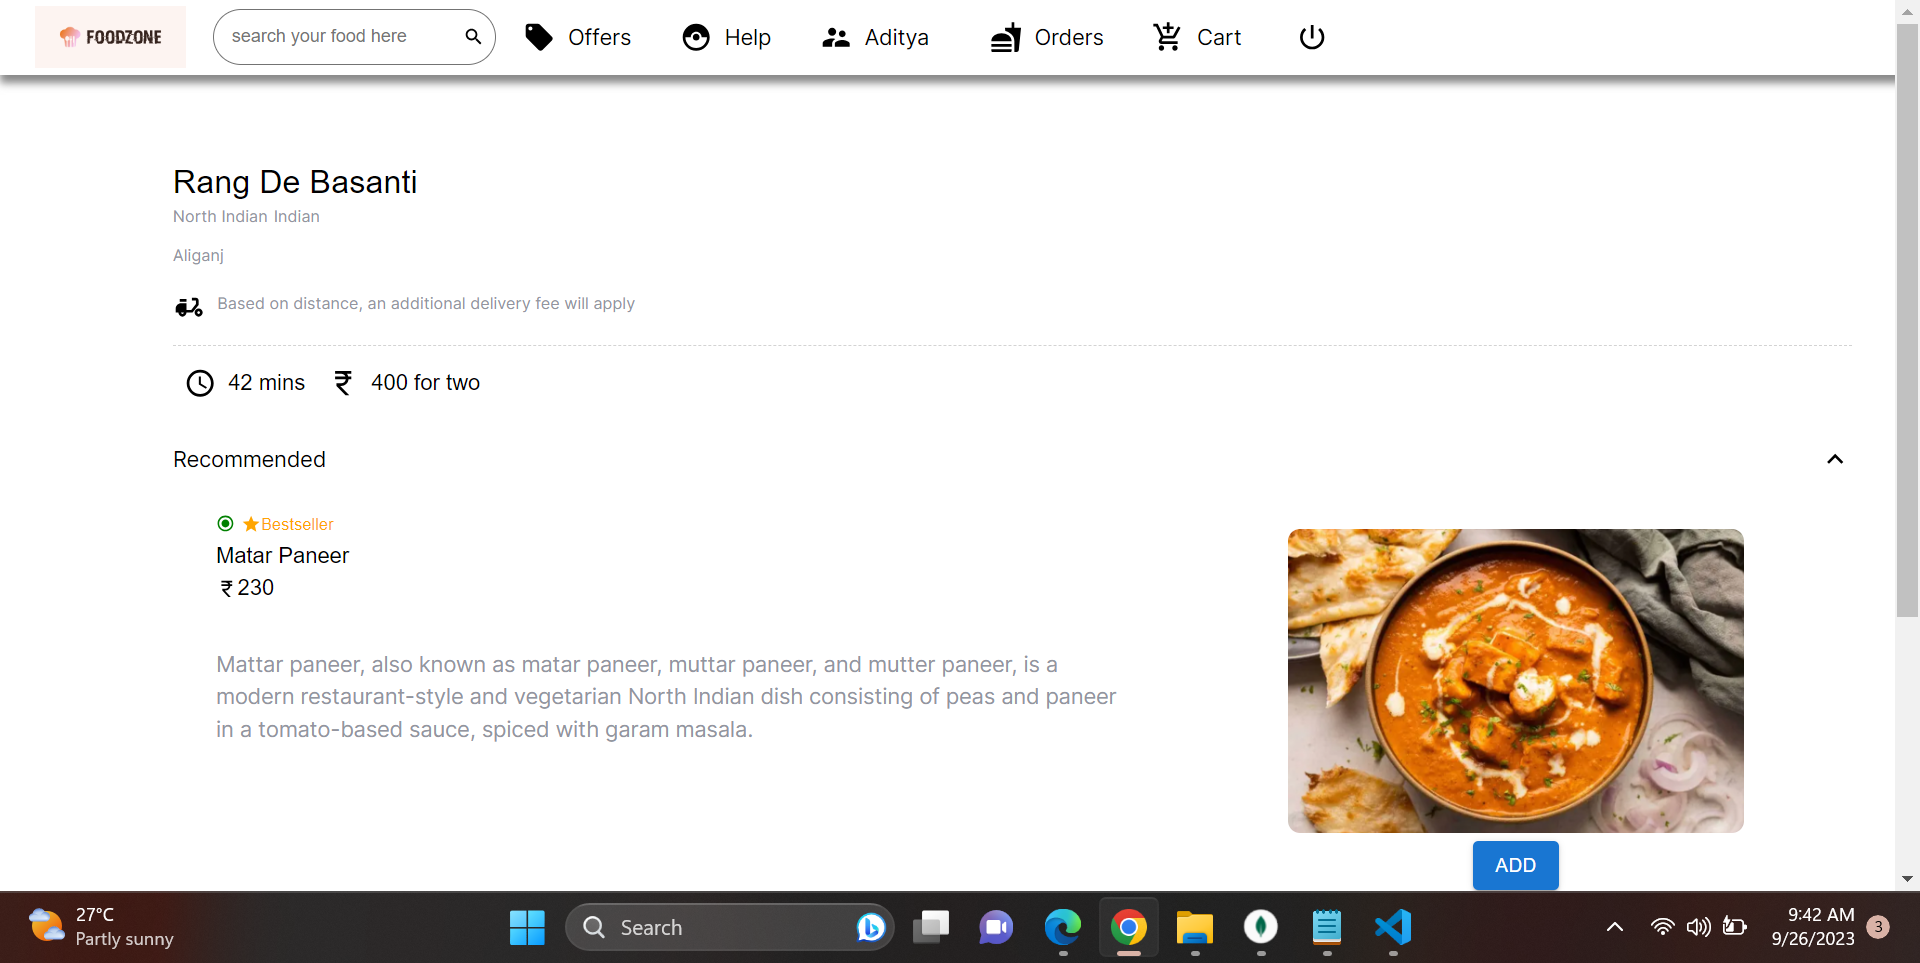 FOODZONE
search your food here
Offers
Help
Aditya
Orders
Cart
Rang De Basanti
North Indian Indian
Aliganj
Based on distance, an additional delivery fee will apply
42 mins
₹ 400 for two
Recommended
Bestseller
Matar Paneer
₹ 230
Mattar paneer, also known as matar paneer, muttar paneer, and mutter paneer, is a
modern restaurant-style and vegetarian North Indian dish consisting of peas and paneer
in a tomato-based sauce, spiced with garam masala.
ADD
27°C
Partly sunny
Search
9:42 AM
9/26/2023
3